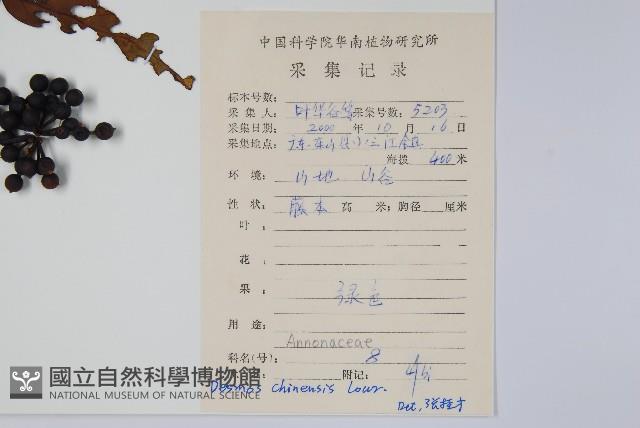 中国科学院华南植物研究所
采集记录
标本号数:
采集人: 叶华谷 采集号数: 5203
采集日期: 2000 年 10 月 16 日
采集地点: 三江
海拨 400 米
环境: 山地 山谷
性状: 藤本 高 米; 胸径 厘米
叶:
花:
果: 绿色
用途:
Annonaceae
科名(号): 8
附记:
Desmos chinensis Lour.
Det.
國立自然科學博物館
NATIONAL MUSEUM OF NATURAL SCIENCE